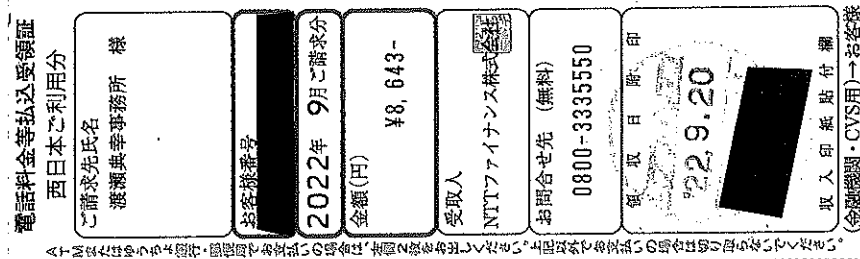 電話料金等払込受領証
西日本ご利用分
ご請求先氏名
渡瀬典幸事務所 様
お客様番号
2022年 9月ご請求分
金額(円)
¥8,643-
受取人
NTTファイナンス株式会社
お問合せ先 (無料)
0800-3335550
領収日附印
'22.9.20
収入印紙貼付欄
(金融機関・CVS用)→お客様
ATMまたはゆうちょ銀行・郵便局でお支払いの場合は、左側2枚をお出しください。上記以外でお支払いの場合は切り取らないでください。